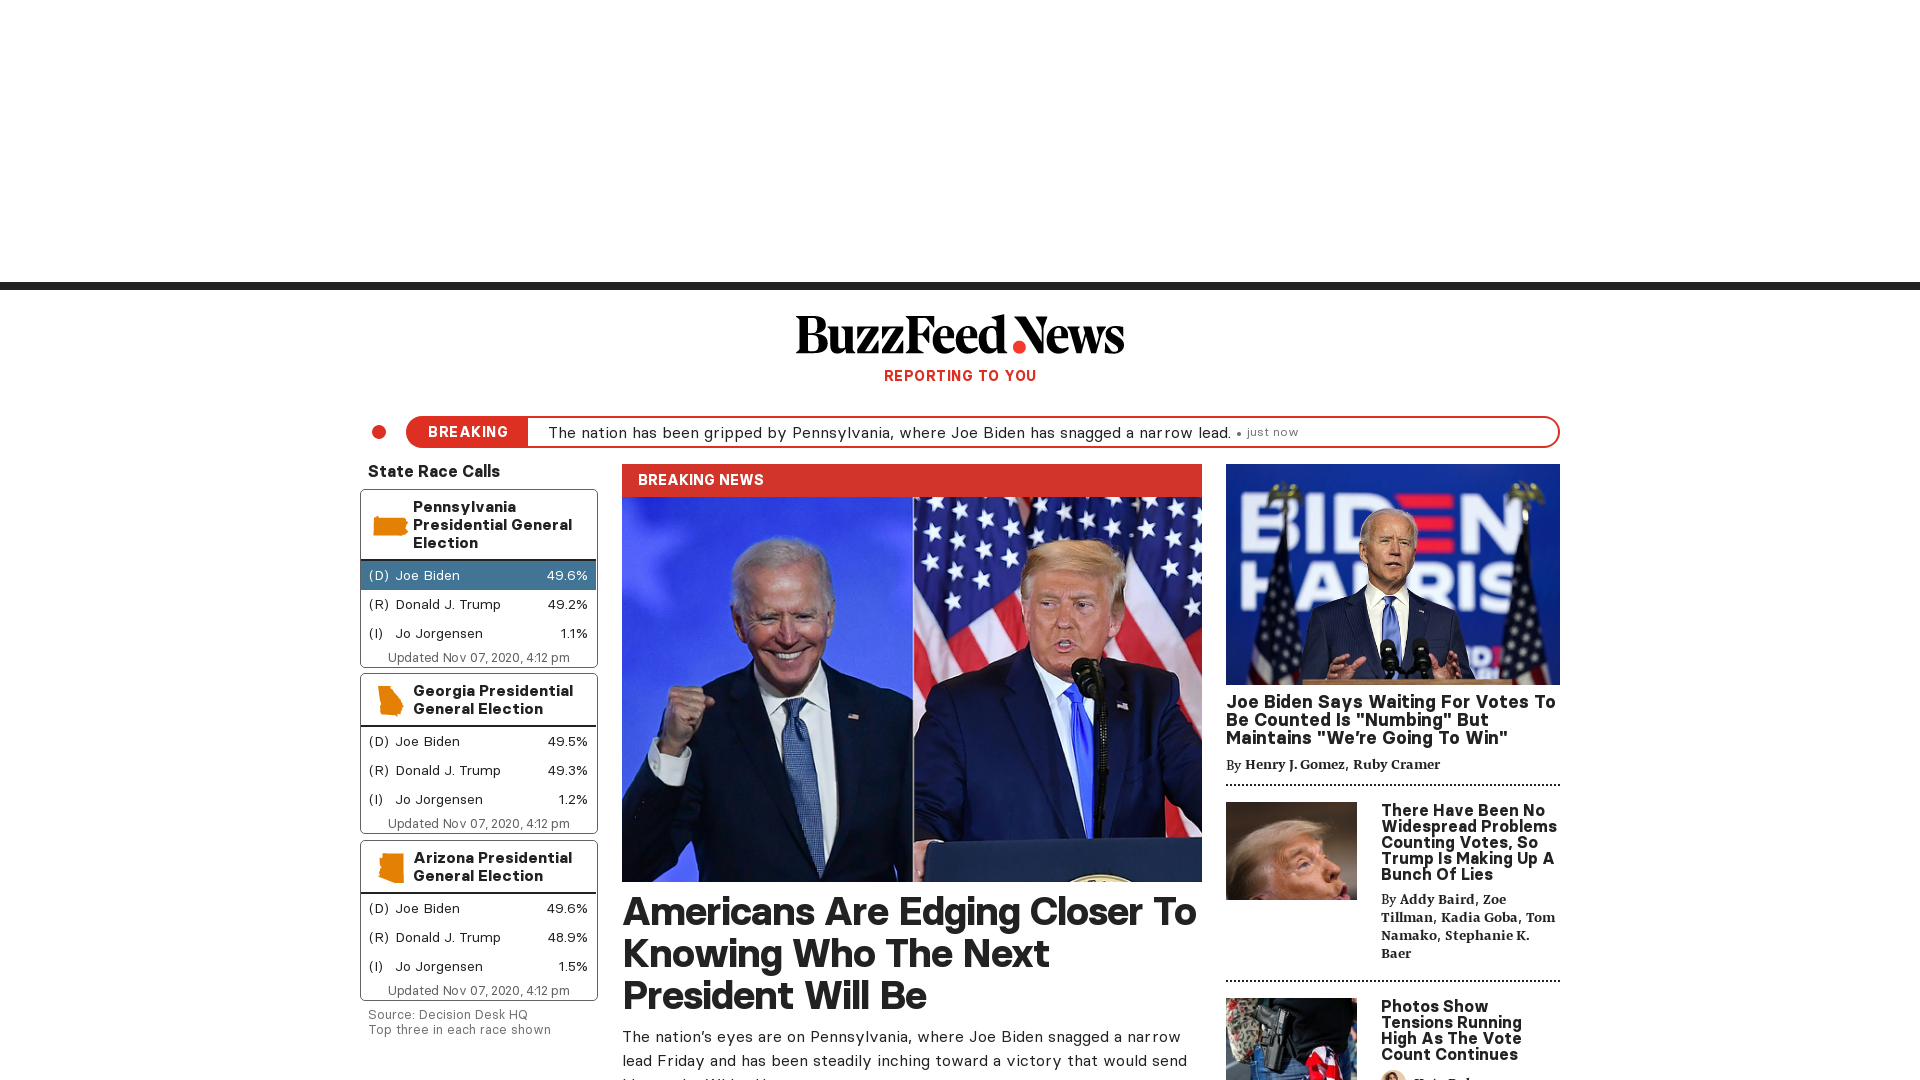 BuzzFeed News
REPORTING TO YOU
BREAKING
The nation has been gripped by Pennsylvania, where Joe Biden has snagged a narrow lead. • just now
State Race Calls
Pennsylvania
Presidential General
Election
(D) Joe Biden 49.6%
(R) Donald J. Trump 49.2%
(I) Jo Jorgensen 1.1%
Updated Nov 07, 2020, 4:12 pm
Georgia Presidential
General Election
(D) Joe Biden 49.5%
(R) Donald J. Trump 49.3%
(I) Jo Jorgensen 1.2%
Updated Nov 07, 2020, 4:12 pm
Arizona Presidential
General Election
(D) Joe Biden 49.6%
(R) Donald J. Trump 48.9%
(I) Jo Jorgensen 1.5%
Updated Nov 07, 2020, 4:12 pm
Source: Decision Desk HQ
Top three in each race shown
BREAKING NEWS
Americans Are Edging Closer To
Knowing Who The Next
President Will Be
The nation’s eyes are on Pennsylvania, where Joe Biden snagged a narrow
lead Friday and has been steadily inching toward a victory that would send
BIDEN
HARRIS
Joe Biden Says Waiting For Votes To
Be Counted Is "Numbing" But
Maintains "We’re Going To Win"
By Henry J. Gomez, Ruby Cramer
There Have Been No
Widespread Problems
Counting Votes, So
Trump Is Making Up A
Bunch Of Lies
By Addy Baird, Zoe
Tillman, Kadia Goba, Tom
Namako, Stephanie K.
Baer
Photos Show
Tensions Running
High As The Vote
Count Continues